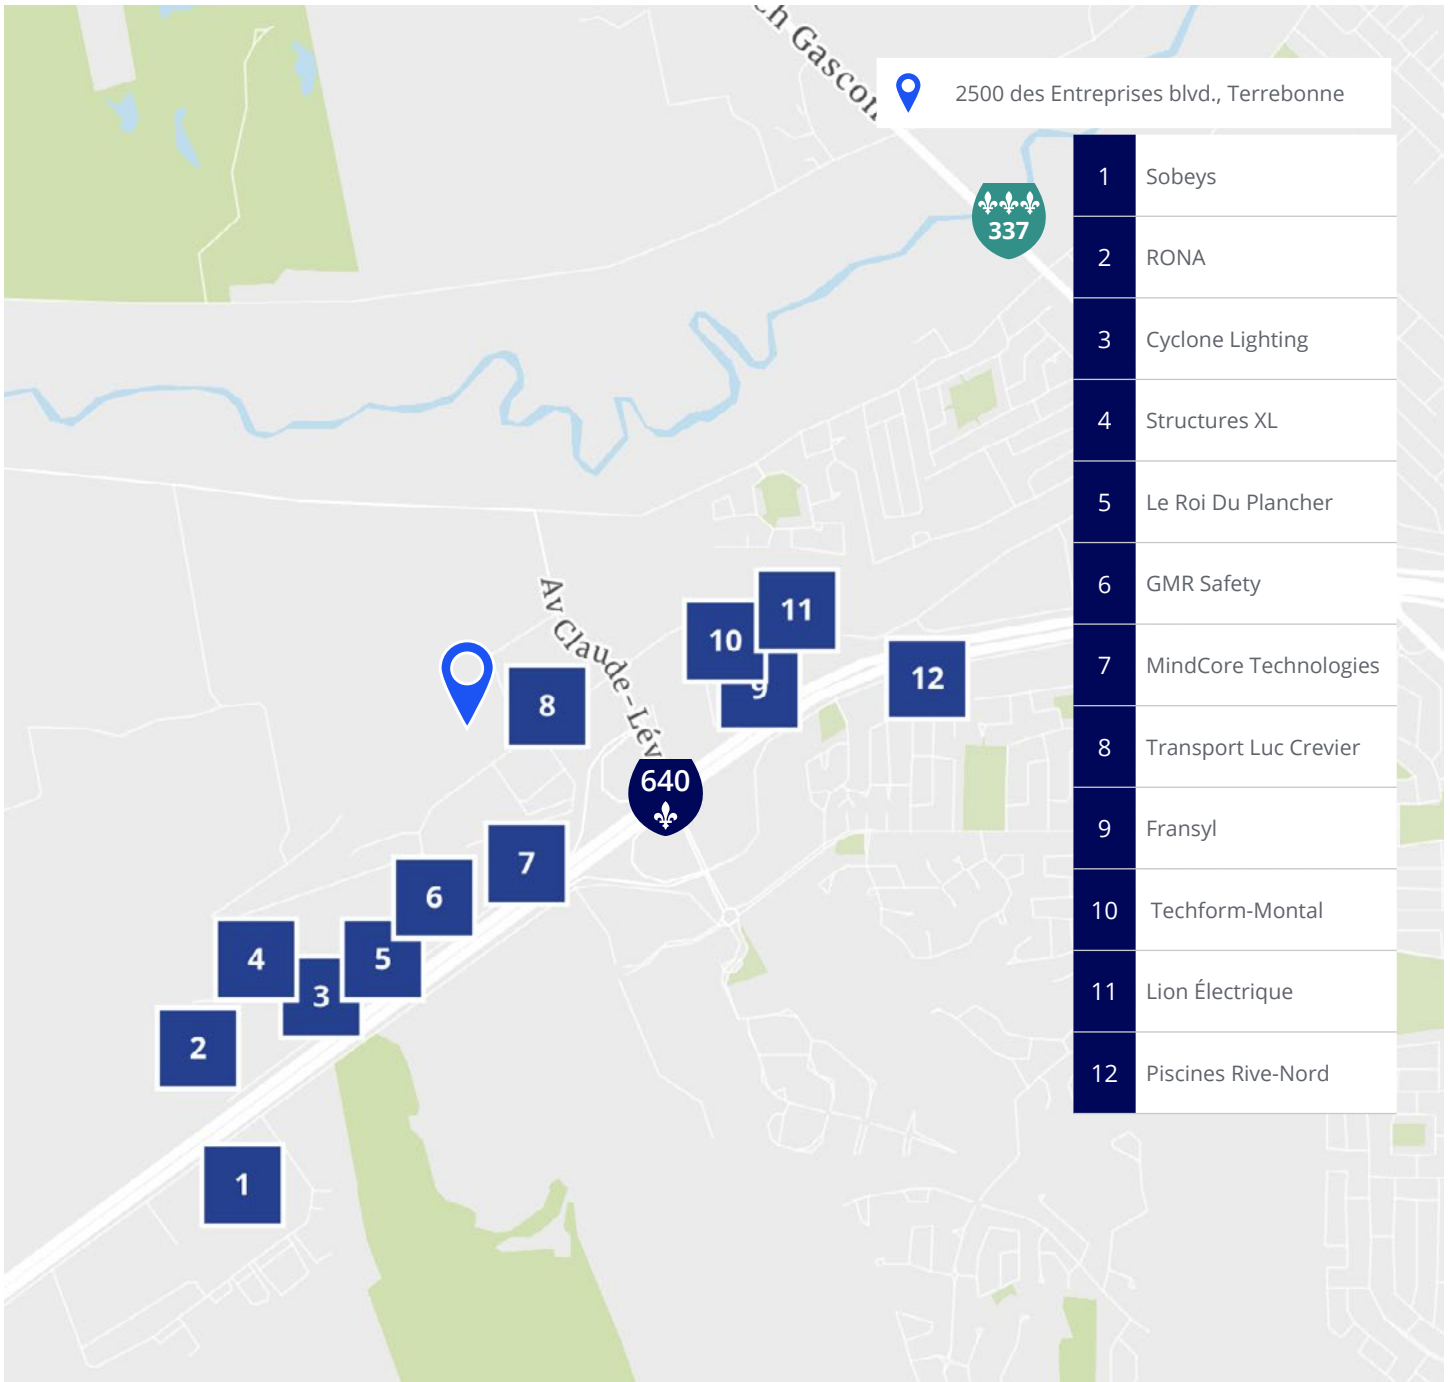 ch Gascon
2500 des Entreprises blvd., Terrebonne
337
1 Sobeys
2 RONA
3 Cyclone Lighting
4 Structures XL
5 Le Roi Du Plancher
6 GMR Safety
7 MindCore Technologies
8 Transport Luc Crevier
9 Fransyl
10 Techform-Montal
11 Lion Électrique
12 Piscines Rive-Nord
Av Claude-Lév
640
11
10
9
12
8
7
6
5
4
3
2
1